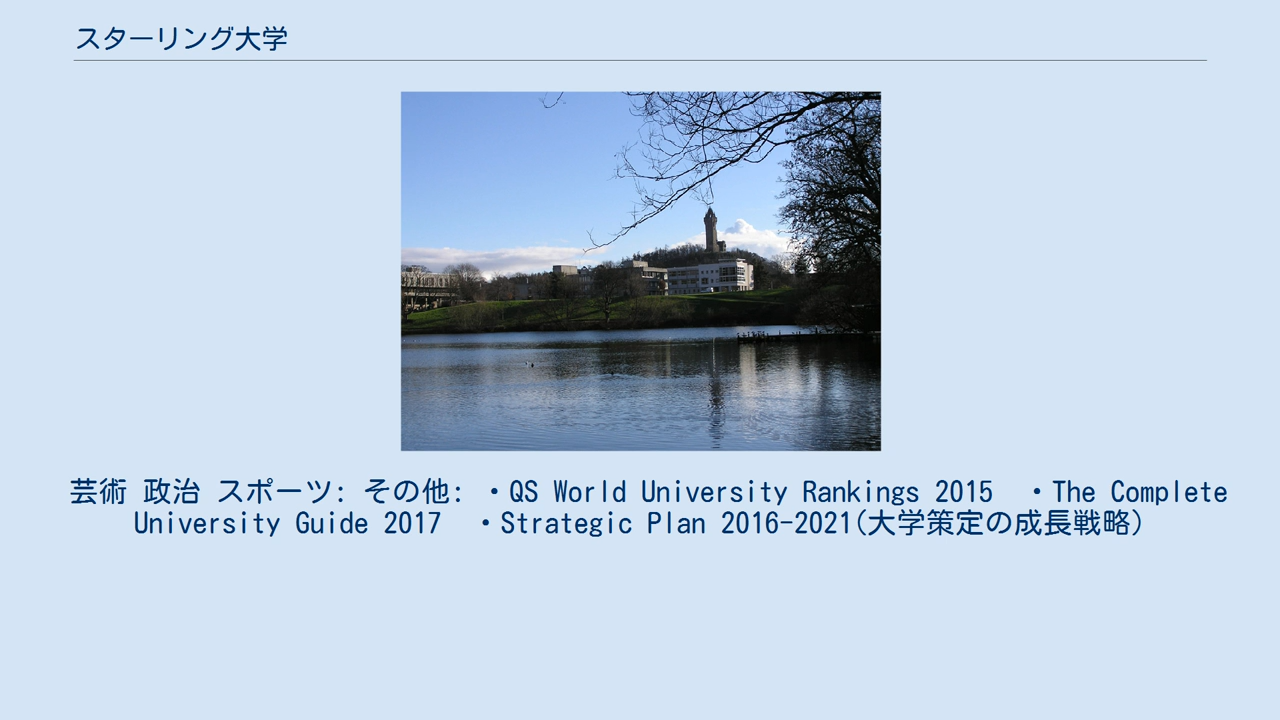 スターリング大学
芸術 政治 スポーツ: その他: ・QS World University Rankings 2015　・The Complete
University Guide 2017　・Strategic Plan 2016-2021(大学策定の成長戦略)